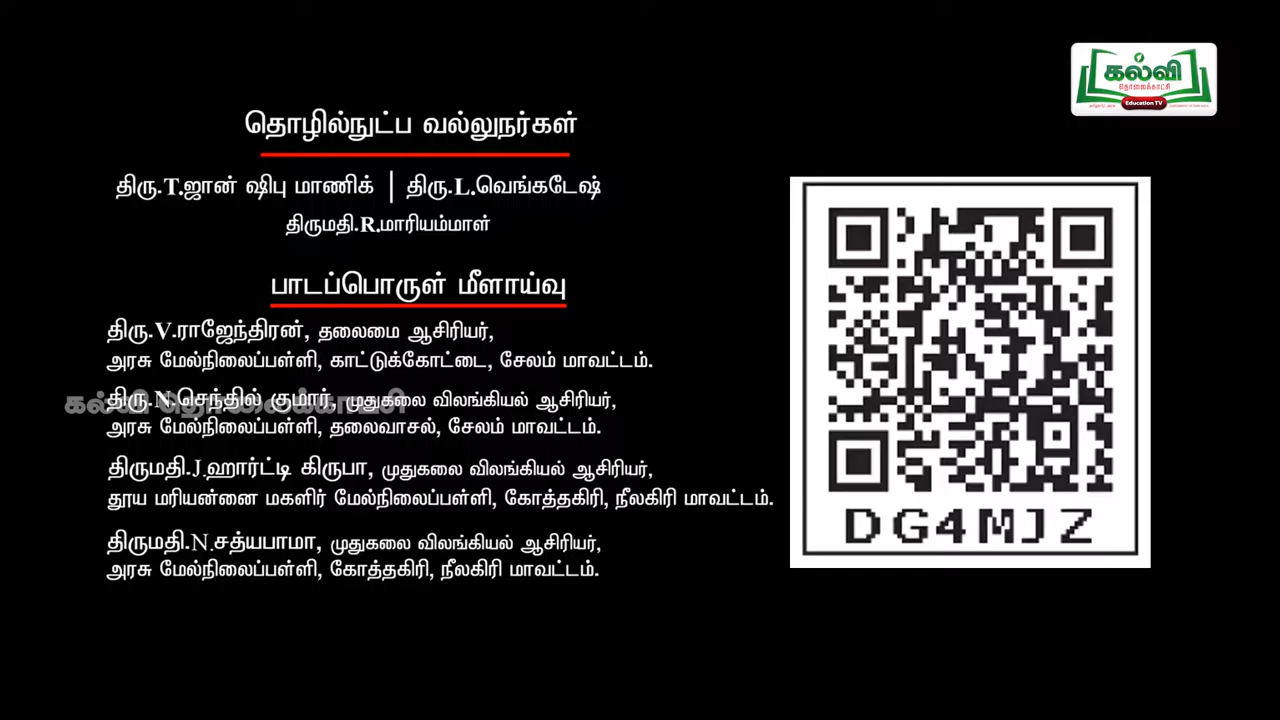 கல்வி
தொலைக்காட்சி
Education TV
தொழில்நுட்ப வல்லுநர்கள்
திரு.T.ஜான் ஷிபு மாணிக் | திரு.L.வெங்கடேஷ்
திருமதி.R.மாரியம்மாள்
பாடப்பொருள் மீளாய்வு
திரு.V.ராஜேந்திரன், தலைமை ஆசிரியர்,
அரசு மேல்நிலைப்பள்ளி, காட்டுக்கோட்டை, சேலம் மாவட்டம்.
கல்வி தொலைக்காட்சி
திரு.N.செந்தில் குமார், முதுகலை விலங்கியல் ஆசிரியர்,
அரசு மேல்நிலைப்பள்ளி, தலைவாசல், சேலம் மாவட்டம்.
திருமதி.J.ஹார்ட்டி கிருபா, முதுகலை விலங்கியல் ஆசிரியர்,
தூய மரியன்னை மகளிர் மேல்நிலைப்பள்ளி, கோத்தகிரி, நீலகிரி மாவட்டம்.
திருமதி.N.சத்யபாமா, முதுகலை விலங்கியல் ஆசிரியர்,
அரசு மேல்நிலைப்பள்ளி, கோத்தகிரி, நீலகிரி மாவட்டம்.
DG4MJZ